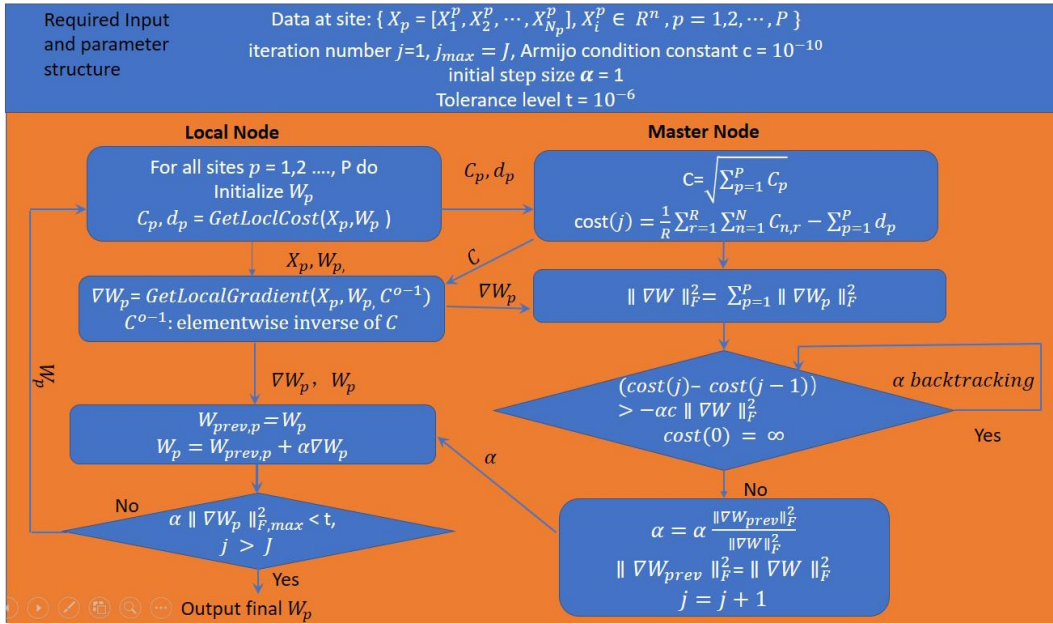 Required Input
and parameter
structure
Data at site: { X_p = [X_1^p, X_2^p, ⋯, X_{N_p}^p], X_i^p ∈ R^n , p = 1,2, ⋯, P }
iteration number j=1, j_{max} = J, Armijo condition constant c = 10^{-10}
initial step size α = 1
Tolerance level t = 10^{-6}
Local Node
Master Node
For all sites p = 1,2 ...., P do
Initialize W_p
C_p, d_p = GetLoclCost(X_p,W_p )
C_p, d_p
C=√(∑_{p=1}^P C_p)
cost(j) = 1/R ∑_{r=1}^R ∑_{n=1}^N C_{n,r} − ∑_{p=1}^P d_p
X_p, W_p,
C
∇W_p= GetLocalGradient(X_p, W_p, C^{o−1})
C^{o−1}: elementwise inverse of C
∇W_p
∥ ∇W ∥_F^2= ∑_{p=1}^P ∥ ∇W_p ∥_F^2
W_p
∇W_p, W_p
(cost(j)− cost(j − 1))
> −αc ∥ ∇W ∥_F^2
cost(0) = ∞
α backtracking
Yes
W_{prev,p}=W_p
W_p = W_{prev,p} + α∇W_p
α
No
No
α ∥ ∇W_p ∥_{F,max}^2 < t,
j > J
α = α ∥∇W_{prev}∥_F^2 / ∥∇W∥_F^2
∥ ∇W_{prev} ∥_F^2=∥ ∇W ∥_F^2
j = j + 1
Yes
Output final W_p